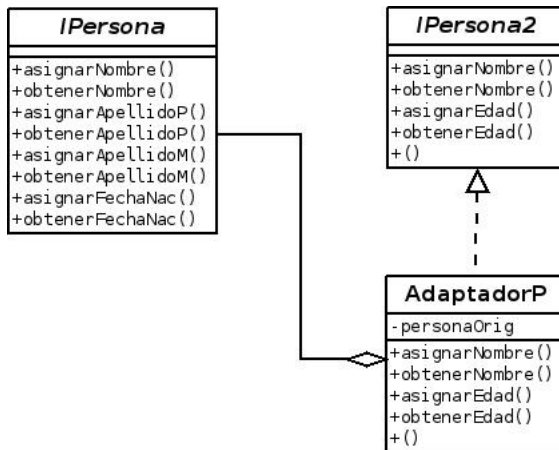 IPersona
+asignarNombre()
+obtenerNombre()
+asignarApellidoP()
+obtenerApellidoP()
+asignarApellidoM()
+obtenerApellidoM()
+asignarFechaNac()
+obtenerFechaNac()
IPersona2
+asignarNombre()
+obtenerNombre()
+asignarEdad()
+obtenerEdad()
+()
AdaptadorP
-personaOrig
+asignarNombre()
+obtenerNombre()
+asignarEdad()
+obtenerEdad()
+()